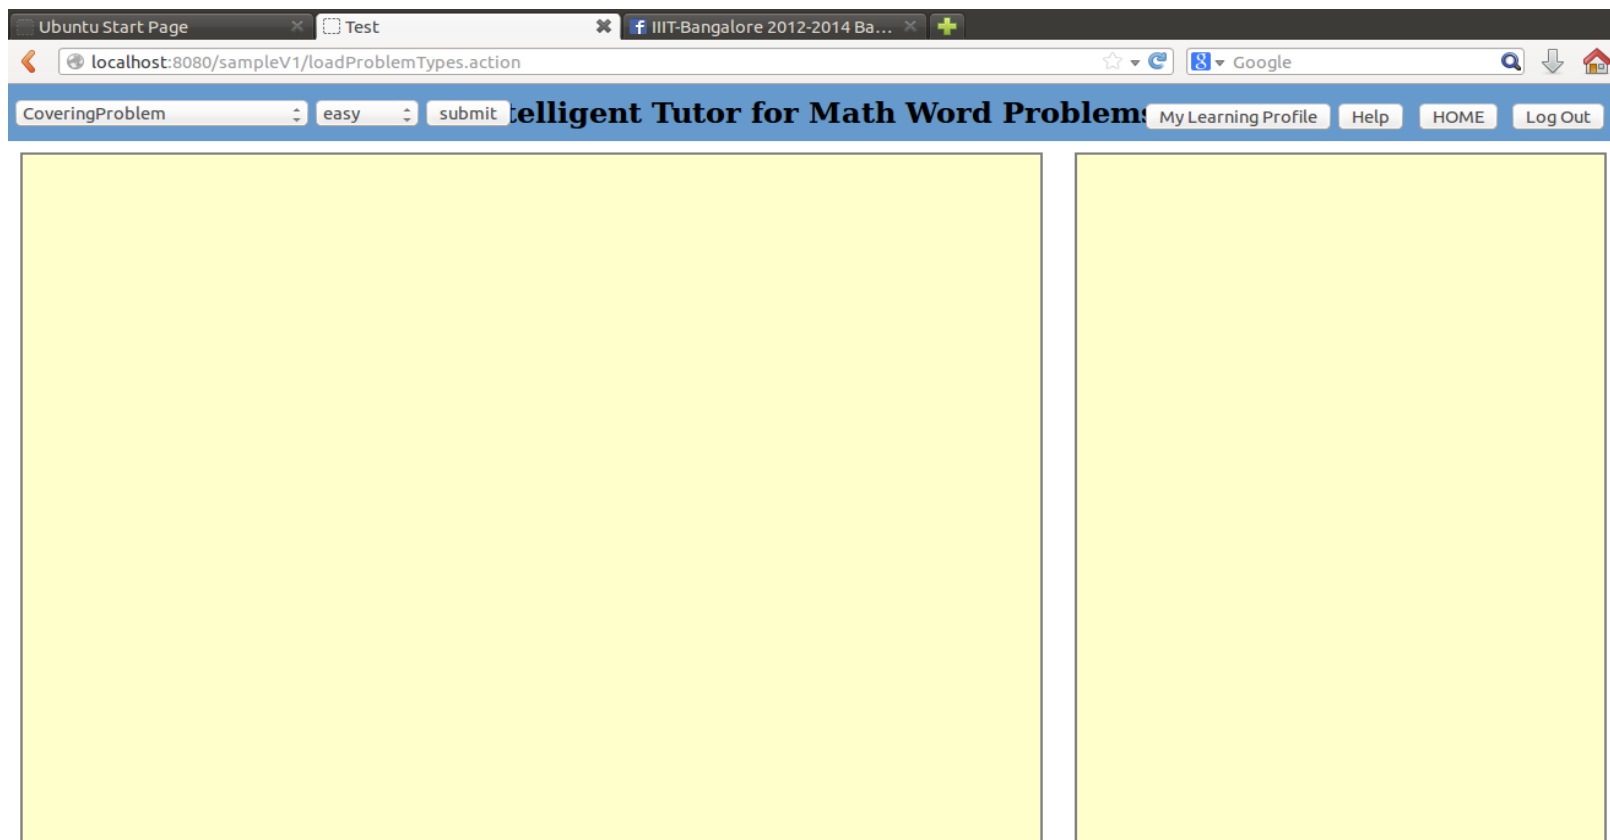 Ubuntu Start Page Test IIIT-Bangalore 2012-2014 Ba...
localhost:8080/sampleV1/loadProblemTypes.action Google
CoveringProblem easy submit telligent Tutor for Math Word Problems My Learning Profile Help HOME Log Out